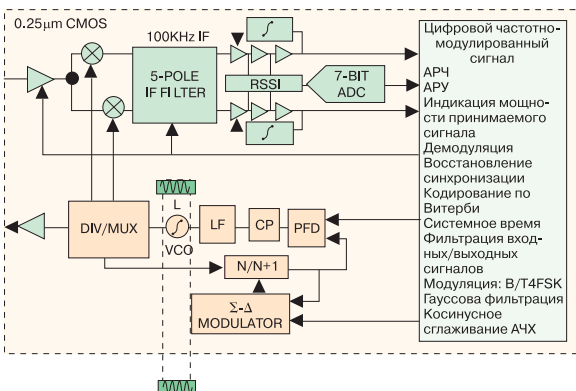 0.25μm CMOS
100KHz IF
5-POLE
IF FILTER
RSSI
7-BIT
ADC
DIV/MUX
L
VCO
LF
CP
PFD
N/N+1
Σ-Δ
MODULATOR
Цифровой частотно-
модулированный
сигнал
АРЧ
АРУ
Индикация мощно-
сти принимаемого
сигнала
Демодуляция
Восстановление
синхронизации
Кодирование по
Витерби
Системное время
Фильтрация вход-
ных/выходных
сигналов
Модуляция: B/T4FSK
Гауссова фильтрация
Косинусное
сглаживание АЧХ